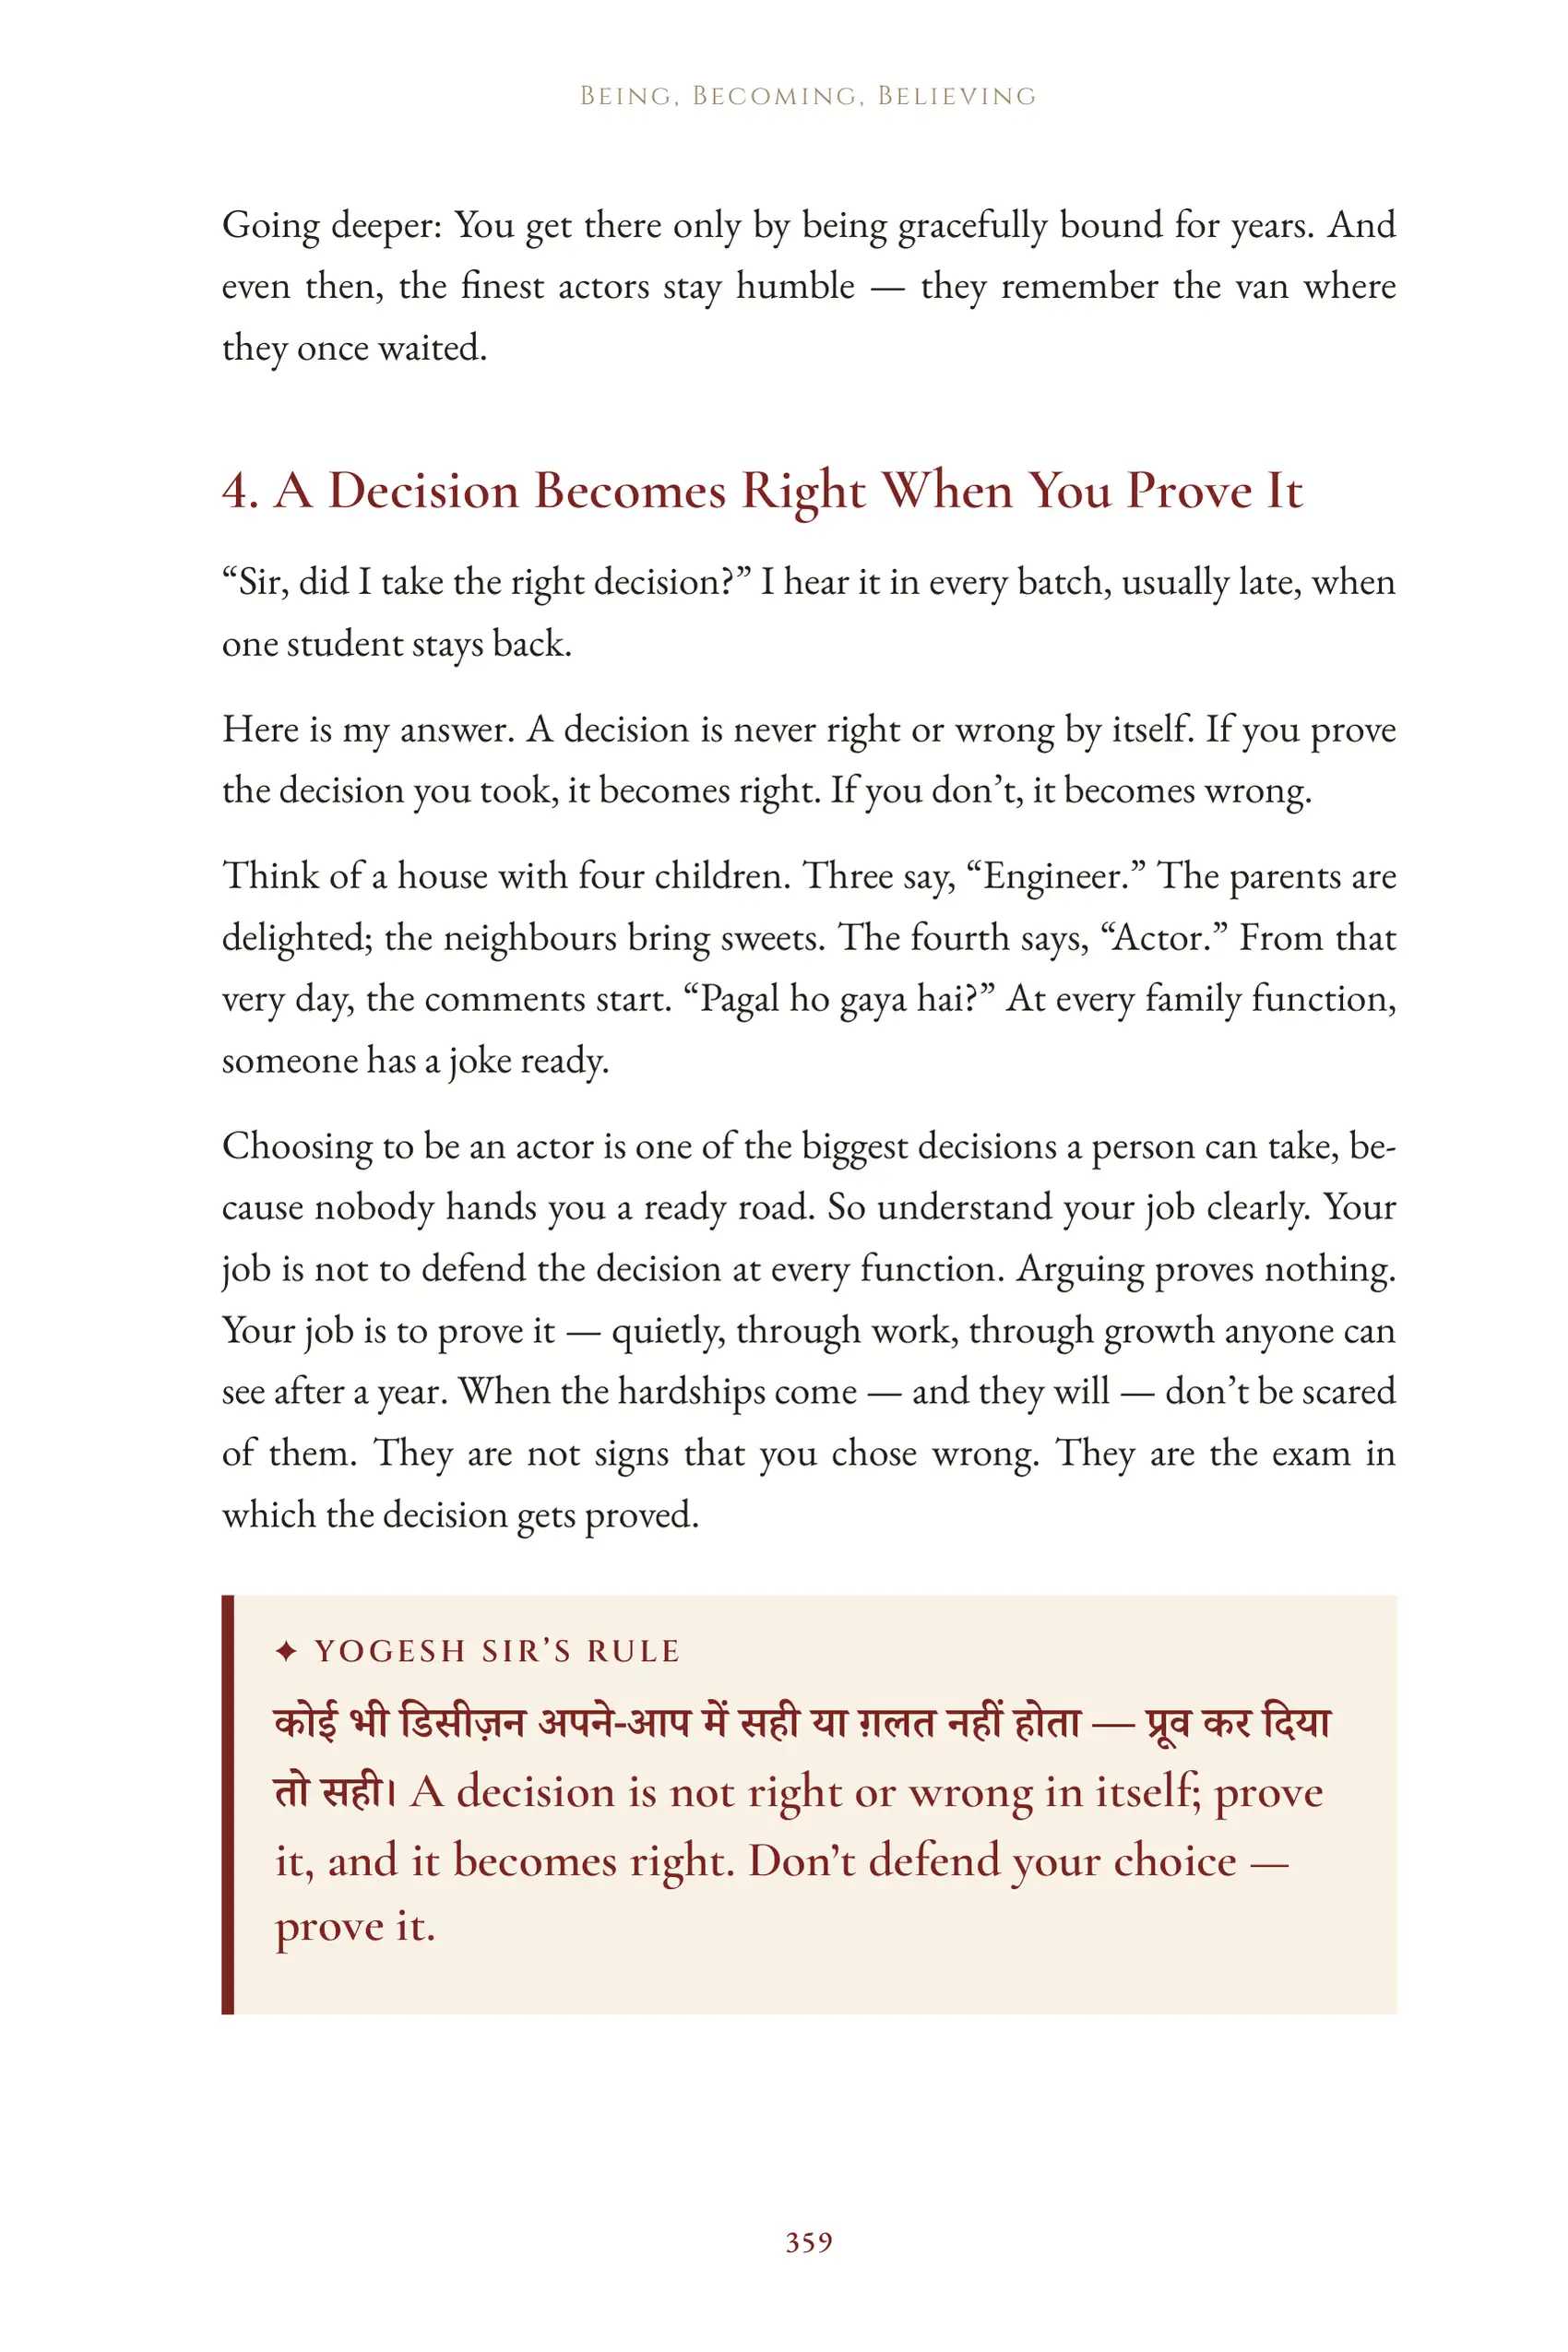 BEING, BECOMING, BELIEVING
Going deeper: You get there only by being gracefully bound for years. And
even then, the finest actors stay humble — they remember the van where
they once waited.
4. A Decision Becomes Right When You Prove It
“Sir, did I take the right decision?” I hear it in every batch, usually late, when
one student stays back.
Here is my answer. A decision is never right or wrong by itself. If you prove
the decision you took, it becomes right. If you don’t, it becomes wrong.
Think of a house with four children. Three say, “Engineer.” The parents are
delighted; the neighbours bring sweets. The fourth says, “Actor.” From that
very day, the comments start. “Pagal ho gaya hai?” At every family function,
someone has a joke ready.
Choosing to be an actor is one of the biggest decisions a person can take, be-
cause nobody hands you a ready road. So understand your job clearly. Your
job is not to defend the decision at every function. Arguing proves nothing.
Your job is to prove it — quietly, through work, through growth anyone can
see after a year. When the hardships come — and they will — don’t be scared
of them. They are not signs that you chose wrong. They are the exam in
which the decision gets proved.
✦ YOGESH SIR’S RULE
कोई भी डिसीज़न अपने-आप में सही या ग़लत नहीं होता — प्रूव कर दिया
तो सही। A decision is not right or wrong in itself; prove
it, and it becomes right. Don’t defend your choice —
prove it.
359